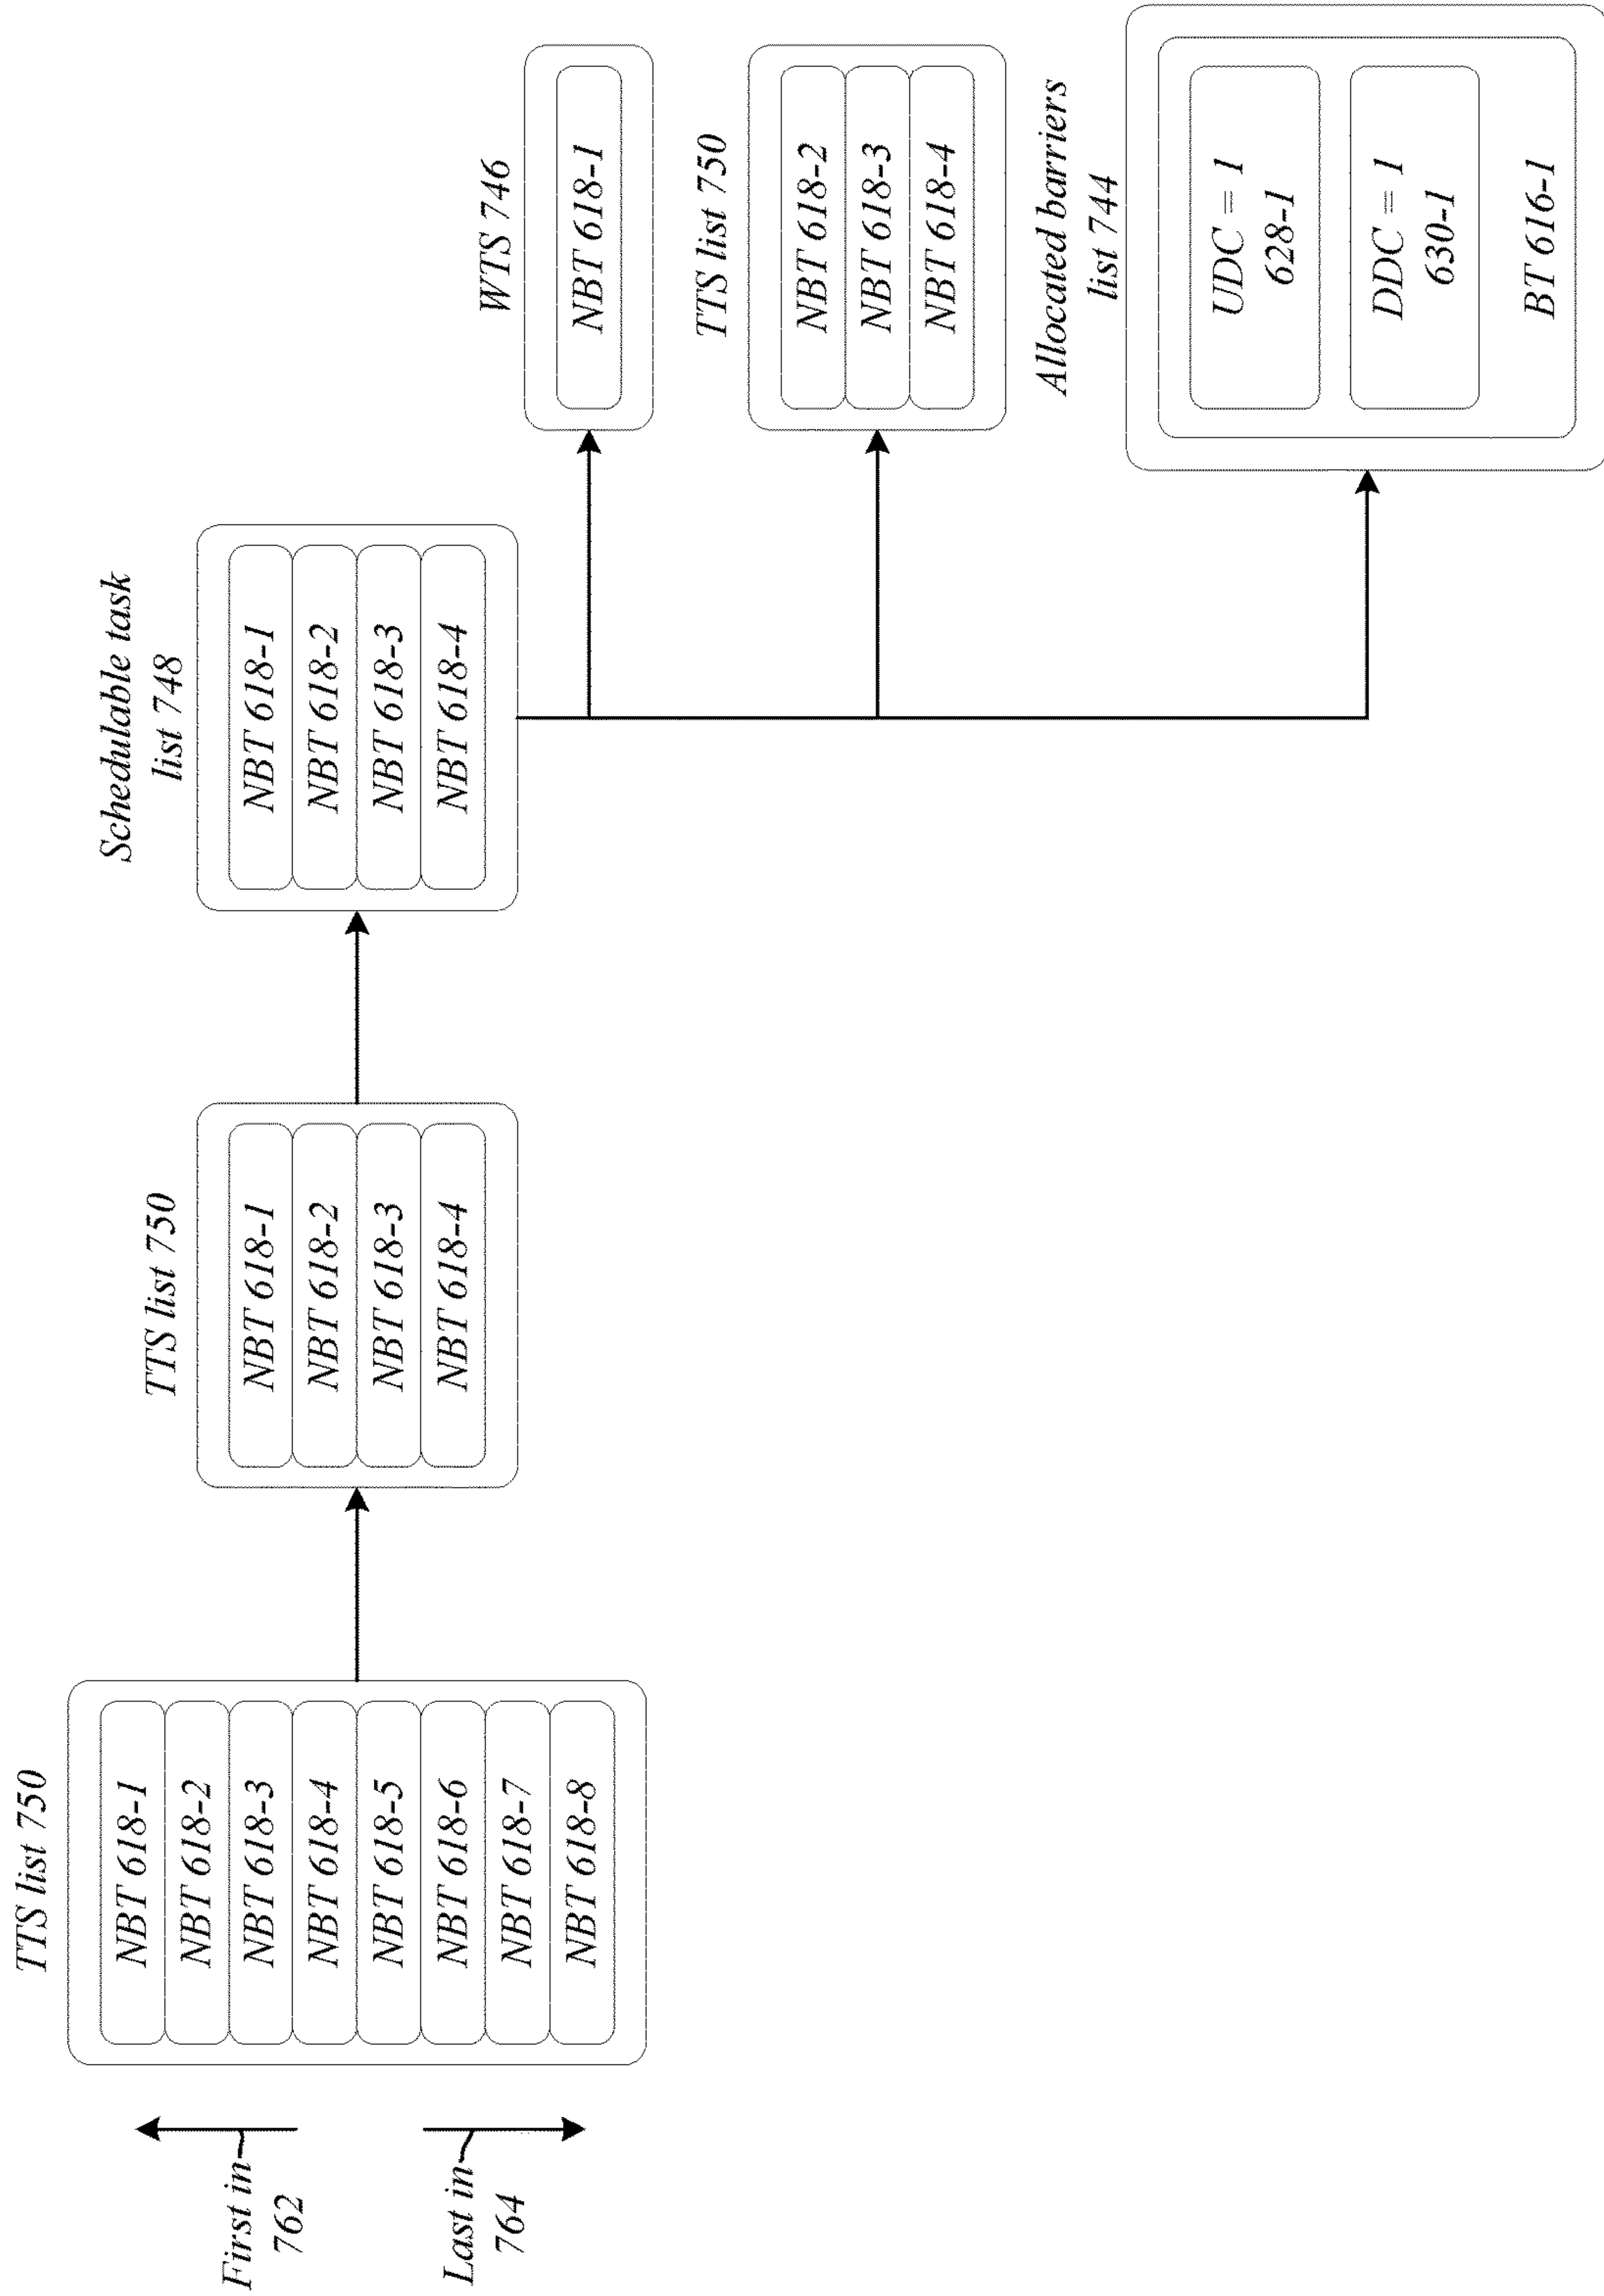 First in
762
Last in
764
TTS list 750
NBT 618-1
NBT 618-2
NBT 618-3
NBT 618-4
NBT 618-5
NBT 618-6
NBT 618-7
NBT 618-8
TTS list 750
NBT 618-1
NBT 618-2
NBT 618-3
NBT 618-4
Schedulable task
list 748
NBT 618-1
NBT 618-2
NBT 618-3
NBT 618-4
WTS 746
NBT 618-1
TTS list 750
NBT 618-2
NBT 618-3
NBT 618-4
Allocated barriers
list 744
UDC = 1
628-1
DDC = 1
630-1
BT 616-1